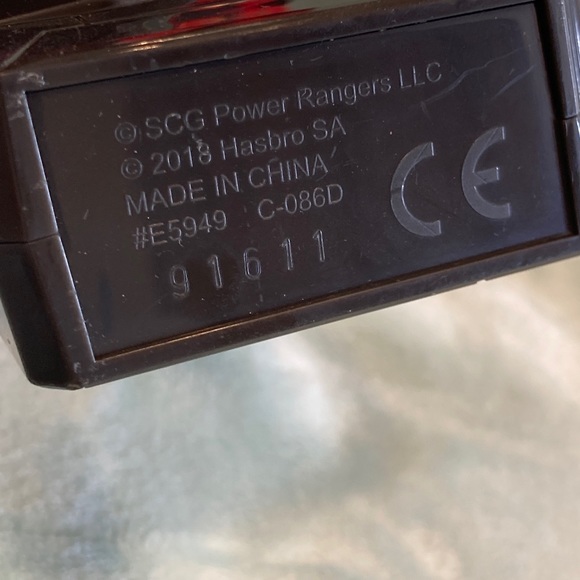 © SCG Power Rangers LLC
© 2018 Hasbro SA
MADE IN CHINA
#E5949 C-086D
91611
CE